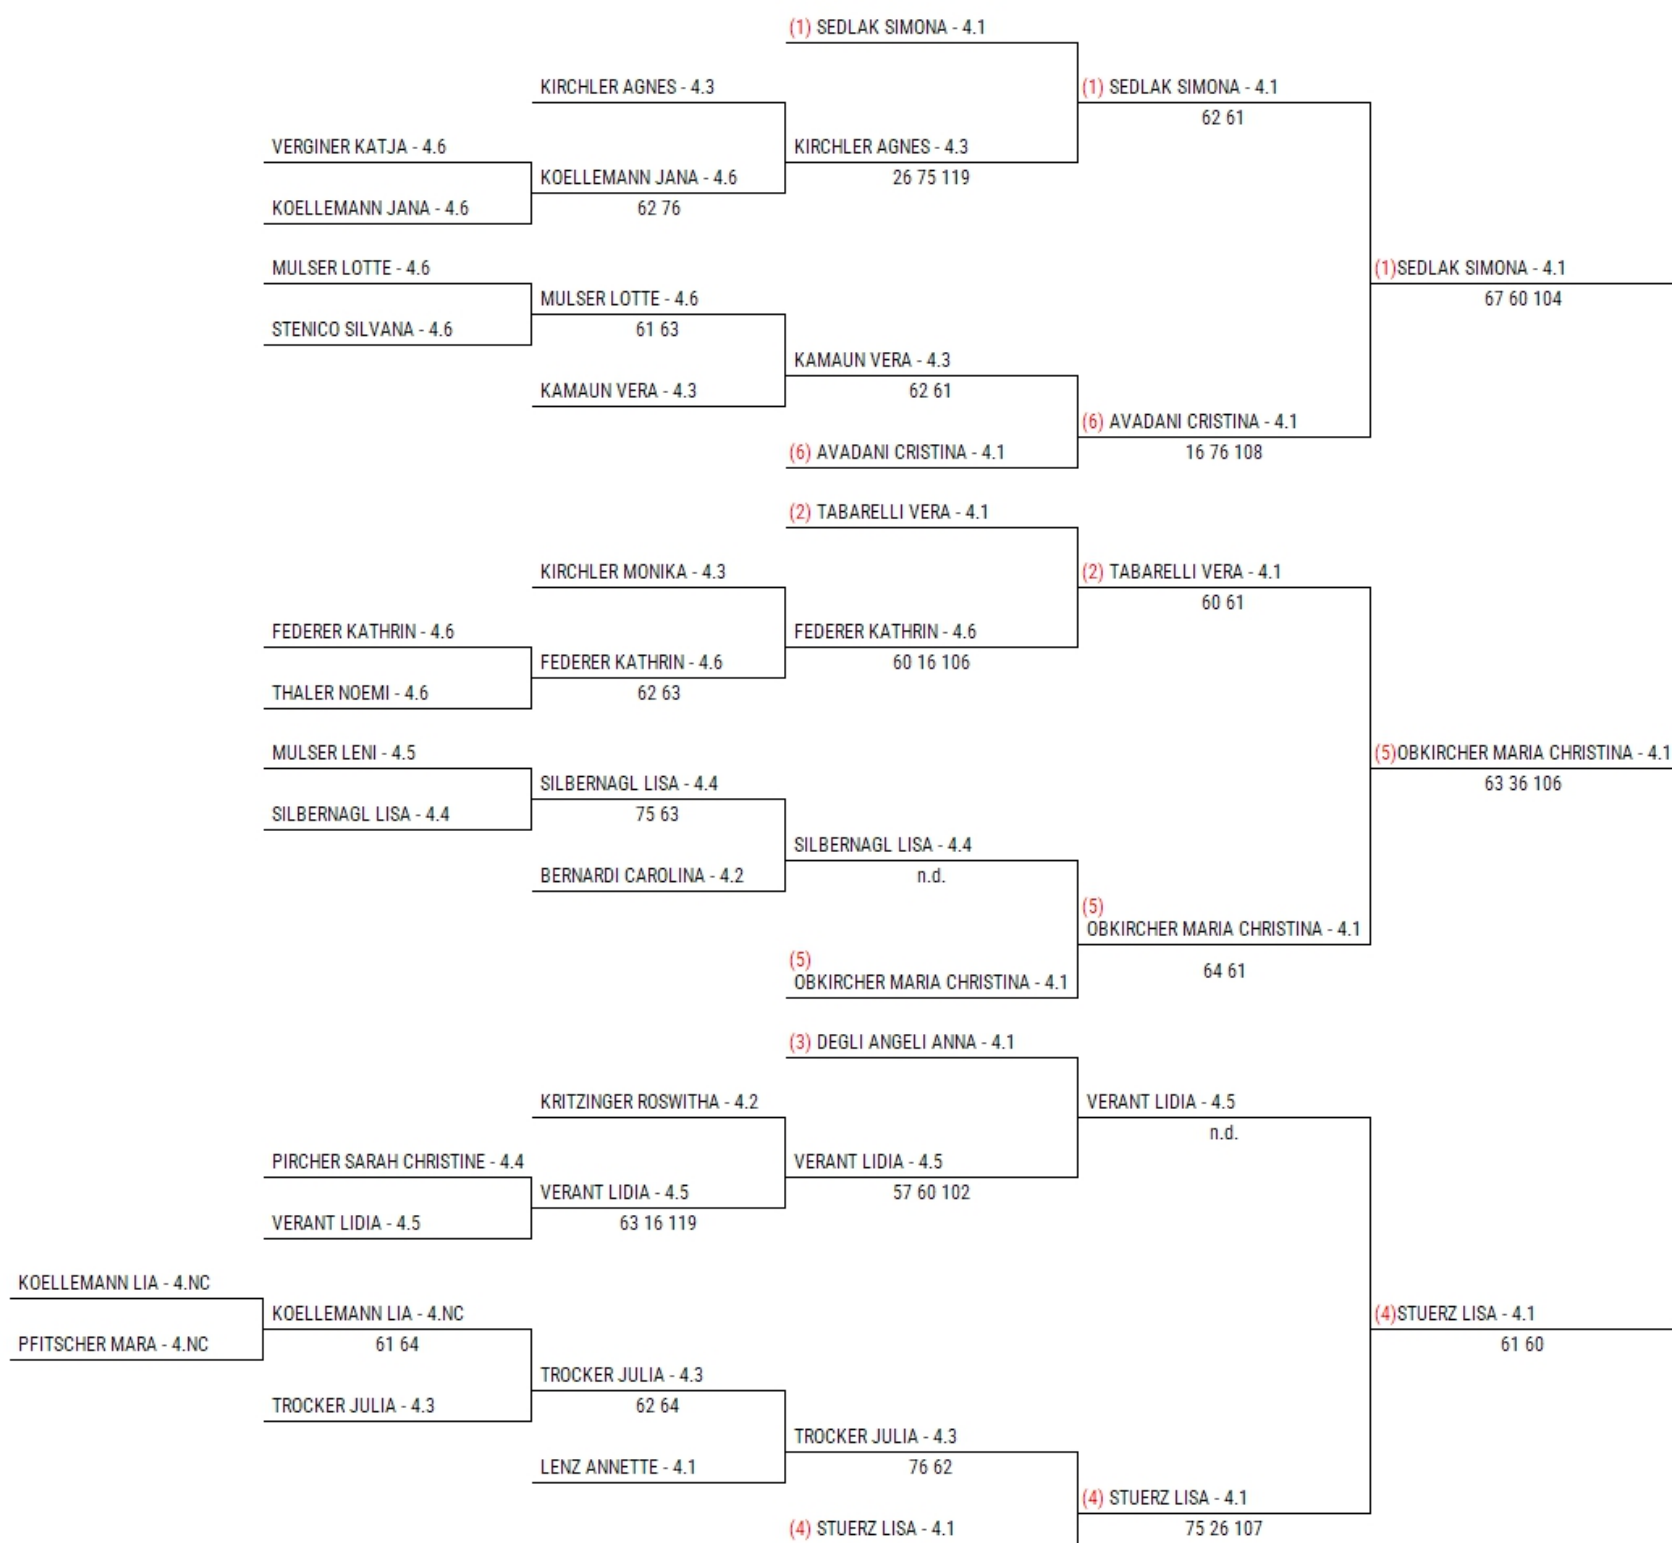 (1) SEDLAK SIMONA - 4.1
KIRCHLER AGNES - 4.3
(1) SEDLAK SIMONA - 4.1
62 61
VERGINER KATJA - 4.6
KIRCHLER AGNES - 4.3
KOELLEMANN JANA - 4.6
26 75 119
KOELLEMANN JANA - 4.6
62 76
MULSER LOTTE - 4.6
(1)SEDLAK SIMONA - 4.1
MULSER LOTTE - 4.6
67 60 104
STENICO SILVANA - 4.6
61 63
KAMAUN VERA - 4.3
KAMAUN VERA - 4.3
62 61
(6) AVADANI CRISTINA - 4.1
(6) AVADANI CRISTINA - 4.1
16 76 108
(2) TABARELLI VERA - 4.1
KIRCHLER MONIKA - 4.3
(2) TABARELLI VERA - 4.1
60 61
FEDERER KATHRIN - 4.6
FEDERER KATHRIN - 4.6
FEDERER KATHRIN - 4.6
60 16 106
THALER NOEMI - 4.6
62 63
MULSER LENI - 4.5
(5)OBKIRCHER MARIA CHRISTINA - 4.1
SILBERNAGL LISA - 4.4
63 36 106
SILBERNAGL LISA - 4.4
75 63
SILBERNAGL LISA - 4.4
BERNARDI CAROLINA - 4.2
n.d.
(5)
OBKIRCHER MARIA CHRISTINA - 4.1
(5)
64 61
OBKIRCHER MARIA CHRISTINA - 4.1
(3) DEGLI ANGELI ANNA - 4.1
KRITZINGER ROSWITHA - 4.2
VERANT LIDIA - 4.5
n.d.
PIRCHER SARAH CHRISTINE - 4.4
VERANT LIDIA - 4.5
VERANT LIDIA - 4.5
57 60 102
VERANT LIDIA - 4.5
63 16 119
KOELLEMANN LIA - 4.NC
KOELLEMANN LIA - 4.NC
(4)STUERZ LISA - 4.1
PFITSCHER MARA - 4.NC
61 64
61 60
TROCKER JULIA - 4.3
TROCKER JULIA - 4.3
62 64
TROCKER JULIA - 4.3
LENZ ANNETTE - 4.1
76 62
(4) STUERZ LISA - 4.1
(4) STUERZ LISA - 4.1
75 26 107